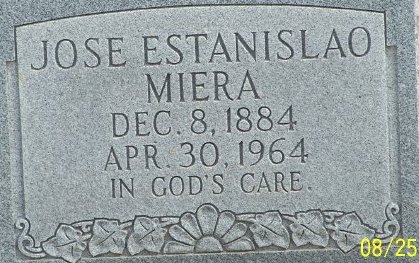 JOSE ESTANISLAO
MIERA
DEC. 8, 1884
APR. 30, 1964
IN GOD'S CARE.
08/25